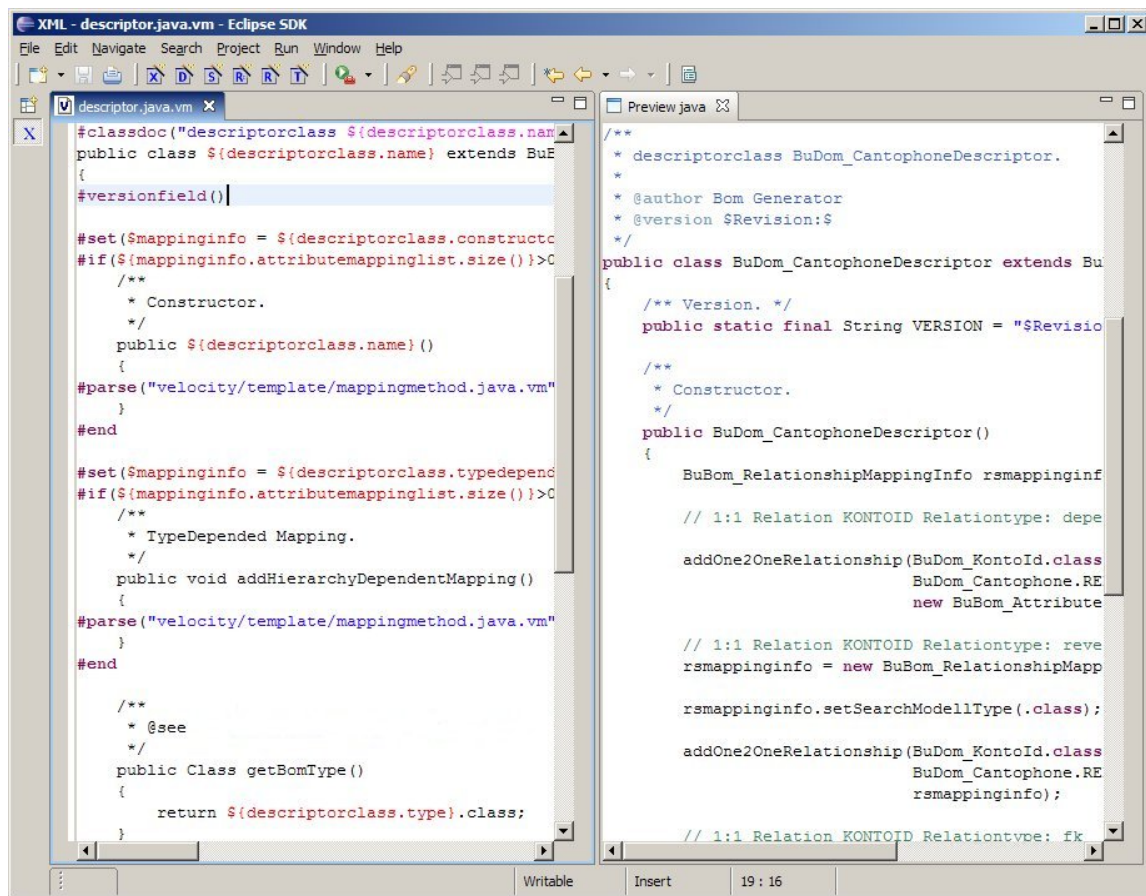 XML - descriptor.java.vm - Eclipse SDK
File Edit Navigate Search Project Run Window Help
descriptor.java.vm
#classdoc("descriptorclass ${descriptorclass.nam
public class ${descriptorclass.name} extends BuB
{
#versionfield()
#set($mappinginfo = ${descriptorclass.constructo
#if(${mappinginfo.attributemappinglist.size()}>0
/**
* Constructor.
*/
public ${descriptorclass.name}()
{
#parse("velocity/template/mappingmethod.java.vm"
}
#end
#set($mappinginfo = ${descriptorclass.typedepend
#if(${mappinginfo.attributemappinglist.size()}>0
/**
* TypeDepended Mapping.
*/
public void addHierarchyDependentMapping()
{
#parse("velocity/template/mappingmethod.java.vm"
}
#end
/**
* @see
*/
public Class getBomType()
{
return ${descriptorclass.type}.class;
}
Preview java
/**
* descriptorclass BuDom_CantophoneDescriptor.
*
* @author Bom Generator
* @version $Revision:$
*/
public class BuDom_CantophoneDescriptor extends Bu
{
/** Version. */
public static final String VERSION = "$Revisio
/**
* Constructor.
*/
public BuDom_CantophoneDescriptor()
{
BuBom_RelationshipMappingInfo rsmappinginf
// 1:1 Relation KONTOID Relationtype: depe
addOne2OneRelationship(BuDom_KontoId.class
BuDom_Cantophone.RE
new BuBom_Attribute
// 1:1 Relation KONTOID Relationtype: reve
rsmappinginfo = new BuBom_RelationshipMapp
rsmappinginfo.setSearchModellType(.class);
addOne2OneRelationship(BuDom_KontoId.class
BuDom_Cantophone.RE
rsmappinginfo);
// 1:1 Relation KONTOID Relationtype: fk
Writable Insert 19 : 16